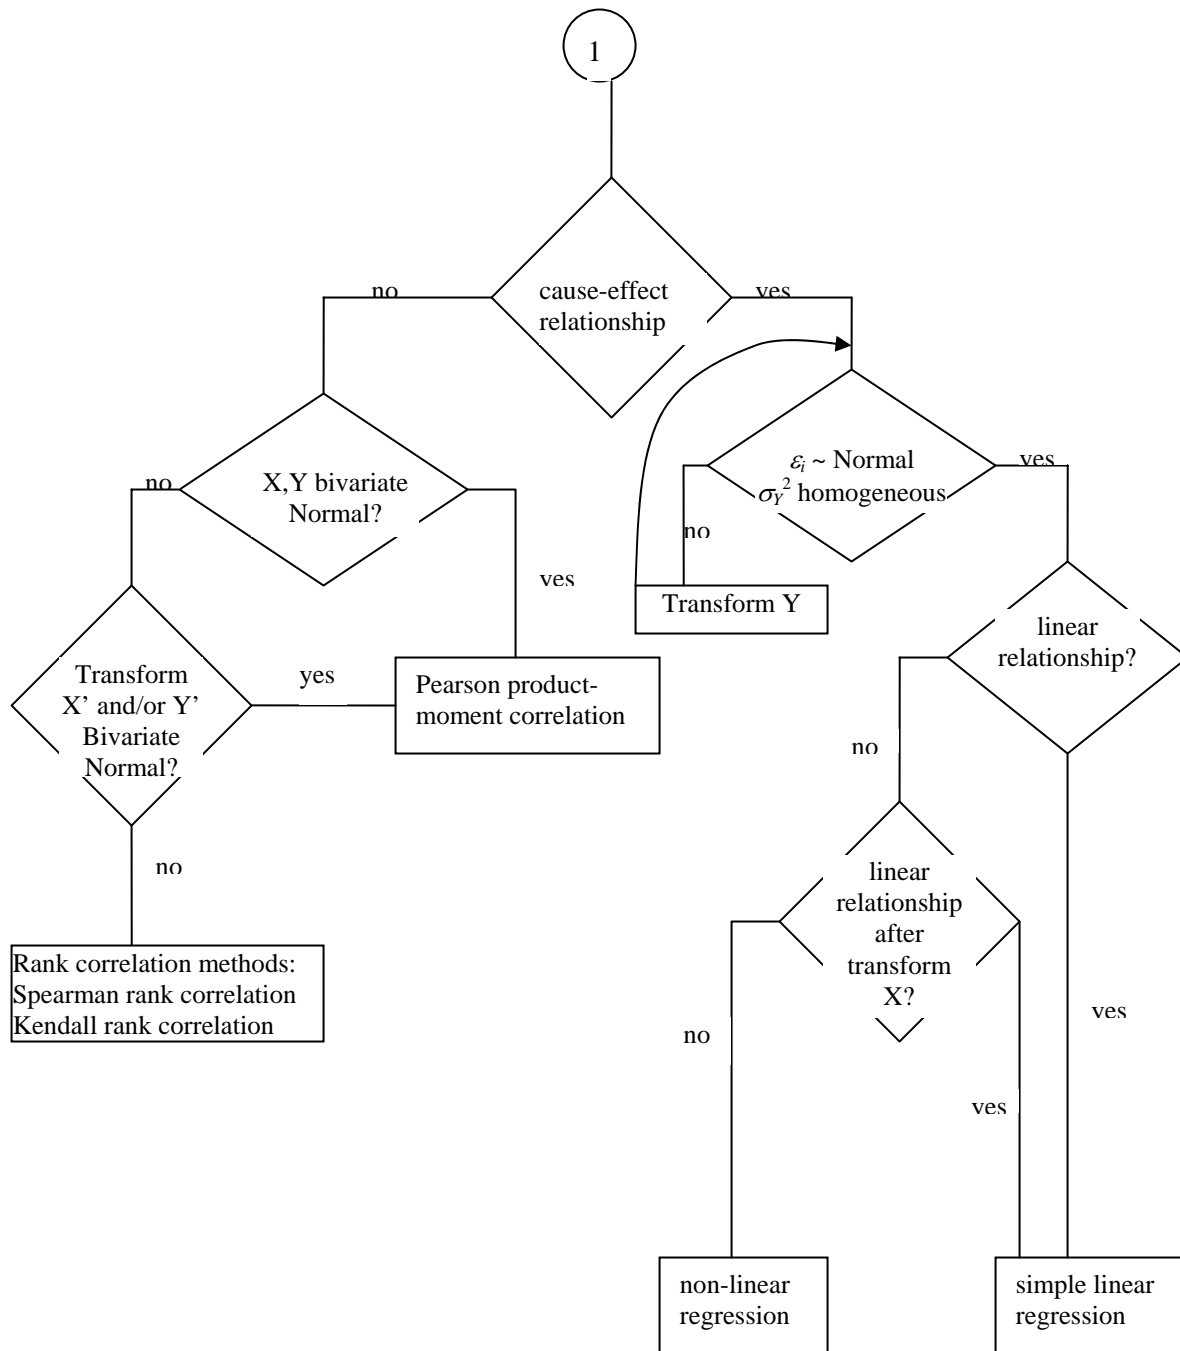 1
cause-effect
relationship
no
yes
X,Y bivariate
Normal?
no
yes
εᵢ ~ Normal
σ_Y² homogeneous
yes
no
Transform Y
linear
relationship?
Transform
X’ and/or Y’
Bivariate
Normal?
yes
Pearson product-
moment correlation
no
no
linear
relationship
after
transform
X?
Rank correlation methods:
Spearman rank correlation
Kendall rank correlation
no
yes
yes
non-linear
regression
simple linear
regression